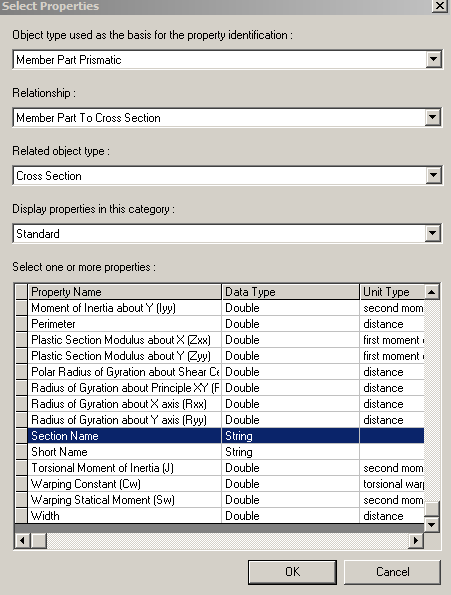 Select Properties
Object type used as the basis for the property identification :
Member Part Prismatic
Relationship :
Member Part To Cross Section
Related object type :
Cross Section
Display properties in this category :
Standard
Select one or more properties :
Property Name Data Type Unit Type
Moment of Inertia about Y (Iyy) Double second mom
Perimeter Double distance
Plastic Section Modulus about X (Zxx) Double first moment
Plastic Section Modulus about Y (Zyy) Double first moment
Polar Radius of Gyration about Shear Ce Double distance
Radius of Gyration about Principle XY (F Double distance
Radius of Gyration about X axis (Rxx) Double distance
Radius of Gyration about Y axis (Ryy) Double distance
Section Name String
Short Name String
Torsional Moment of Inertia (J) Double second mom
Warping Constant (Cw) Double torsional warp
Warping Statical Moment (Sw) Double second mom
Width Double distance
OK Cancel